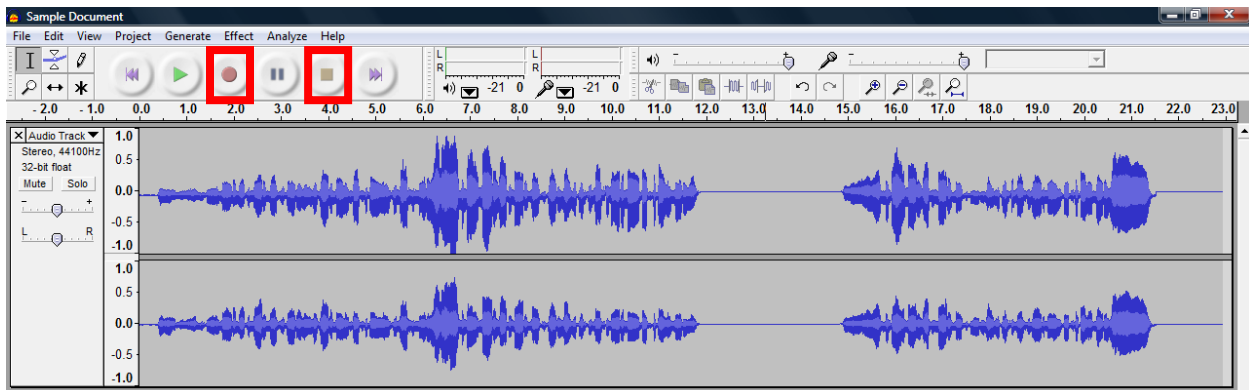 Sample Document
File Edit View Project Generate Effect Analyze Help
L
R
L
R
-21 0
-21 0
- +
- +
- 2.0 - 1.0 0.0 1.0 2.0 3.0 4.0 5.0 6.0 7.0 8.0 9.0 10.0 11.0 12.0 13.0 14.0 15.0 16.0 17.0 18.0 19.0 20.0 21.0 22.0 23.0
X Audio Track
Stereo, 44100Hz
32-bit float
Mute Solo
- +
L R
1.0
0.5
0.0
-0.5
-1.0
1.0
0.5
0.0
-0.5
-1.0